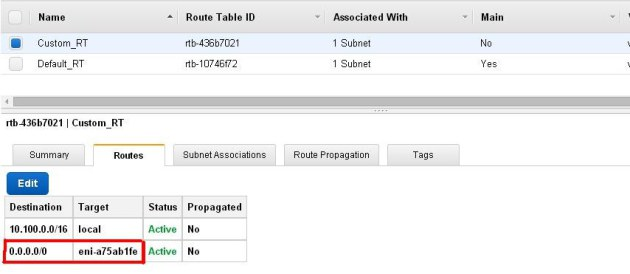 Name Route Table ID Associated With Main
Custom_RT rtb-436b7021 1 Subnet No
Default_RT rtb-10746f72 1 Subnet Yes
rtb-436b7021 | Custom_RT
Summary Routes Subnet Associations Route Propagation Tags
Edit
Destination Target Status Propagated
10.100.0.0/16 local Active No
0.0.0.0/0 eni-a75ab1fe Active No